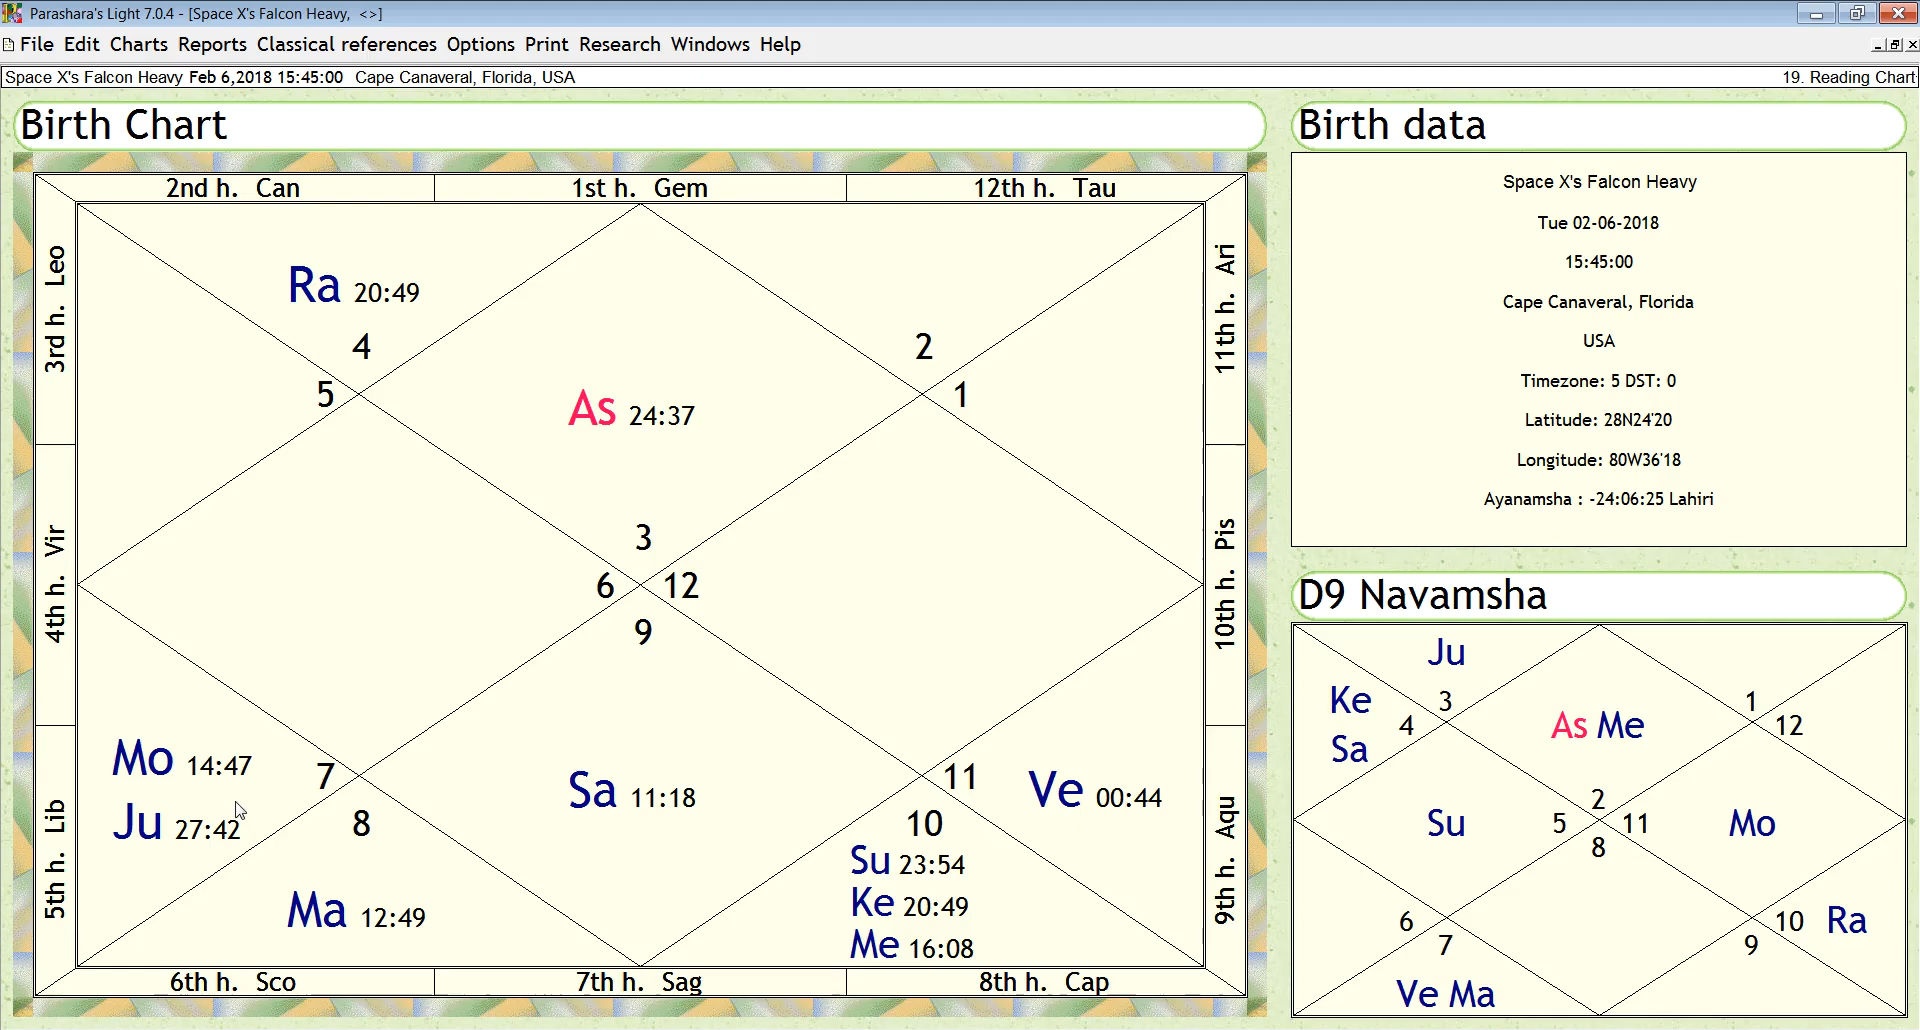 Parashara's Light 7.0.4 - [Space X's Falcon Heavy,  <>]
File Edit Charts Reports Classical references Options Print Research Windows Help
Space X's Falcon Heavy Feb 6,2018 15:45:00 Cape Canaveral, Florida, USA
19. Reading Chart
Birth Chart
2nd h. Can
1st h. Gem
12th h. Tau
3rd h. Leo
11th h. Ari
Ra 20:49
4
5
As 24:37
2
1
4th h. Vir
10th h. Pis
3
6
12
9
5th h. Lib
9th h. Aqu
Mo 14:47
Ju 27:42
7
8
Ma 12:49
Sa 11:18
11
Ve 00:44
10
Su 23:54
Ke 20:49
Me 16:08
6th h. Sco
7th h. Sag
8th h. Cap
Birth data
Space X's Falcon Heavy
Tue 02-06-2018
15:45:00
Cape Canaveral, Florida
USA
Timezone: 5 DST: 0
Latitude: 28N24'20
Longitude: 80W36'18
Ayanamsha : -24:06:25 Lahiri
D9 Navamsha
Ju
Ke
3
4
Sa
As Me
1
12
Su
2
5
11
8
Mo
6
7
10
Ra
9
Ve Ma